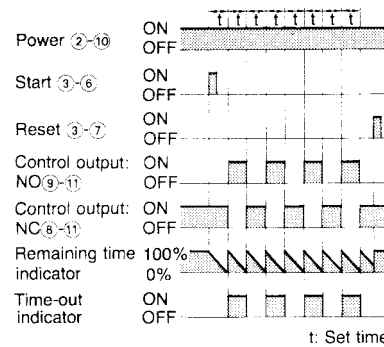 t t t t t t t
Power ②-⑩ ON
OFF
Start ③-⑥ ON
OFF
Reset ③-⑦ ON
OFF
Control output: ON
NO⑨-⑪ OFF
Control output: ON
NC⑧-⑪ OFF
Remaining time 100%
indicator 0%
Time-out ON
indicator OFF
t: Set time